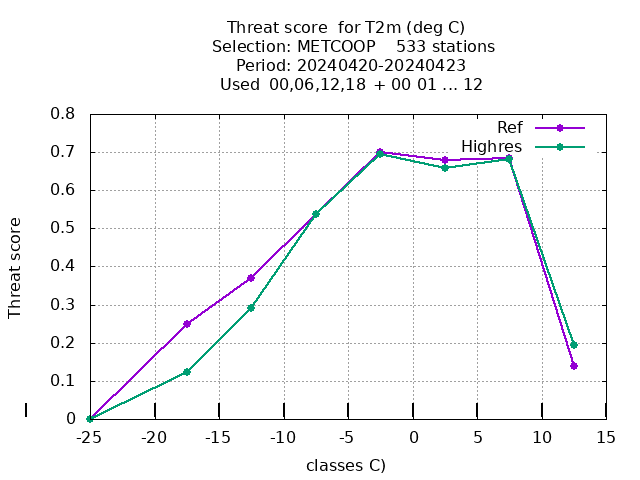 Threat score  for T2m (deg C)
Selection: METCOOP    533 stations
Period: 20240420-20240423
Used  00,06,12,18  + 00 01 ... 12
Ref
Highres
0.8
0.7
0.6
0.5
0.4
0.3
0.2
0.1
0
Threat score
-25 -20 -15 -10 -5 0 5 10 15
classes C)